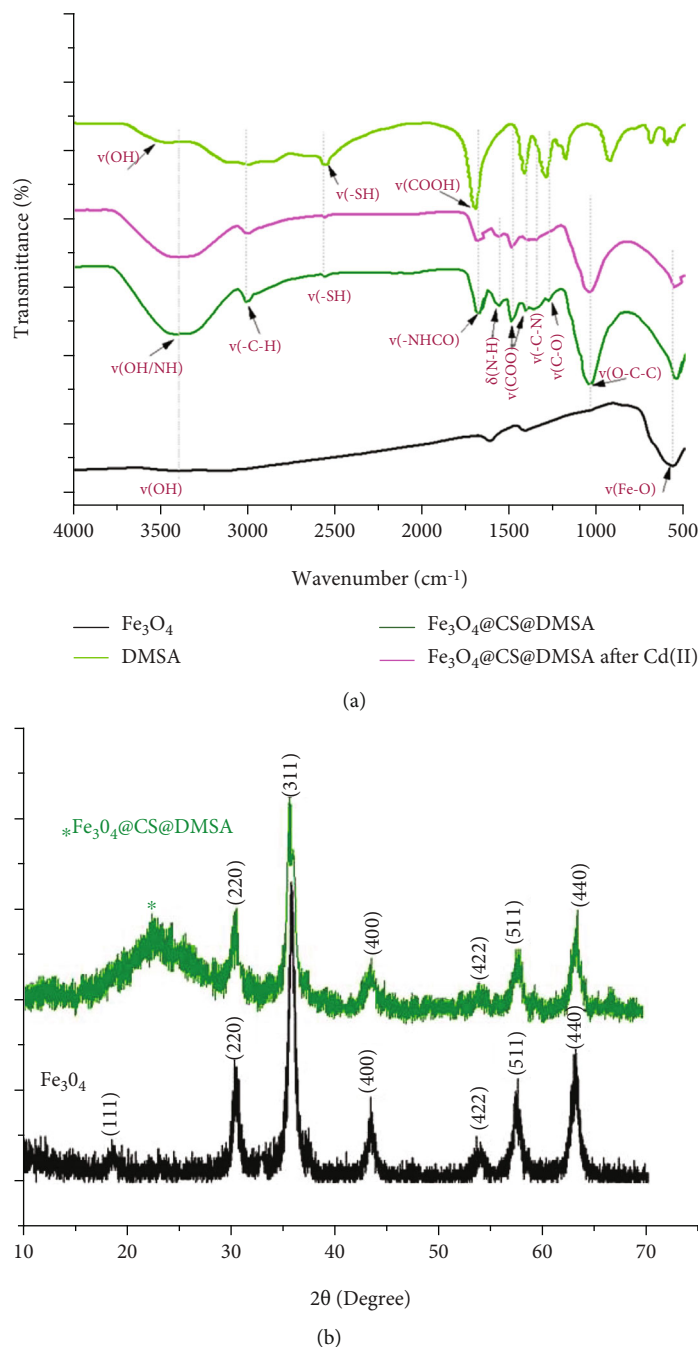 Transmittance (%)
ν(OH)
ν(-SH)
ν(COOH)
ν(-SH)
ν(-C-H)
ν(-NHCO)
ν(OH/NH)
δ(N-H)
ν(COO)
ν(-C-N)
ν(C-O)
ν(O-C-C)
ν(OH)
ν(Fe-O)
4000 3500 3000 2500 2000 1500 1000 500
Wavenumber (cm⁻¹)
Fe₃O₄
Fe₃O₄@CS@DMSA
DMSA
Fe₃O₄@CS@DMSA after Cd(II)
(a)
(311)
*Fe₃0₄@CS@DMSA
*
(220)
(400)
(422)
(511)
(440)
Fe₃0₄
(111)
(220)
(400)
(422)
(511)
(440)
10 20 30 40 50 60 70
2θ (Degree)
(b)